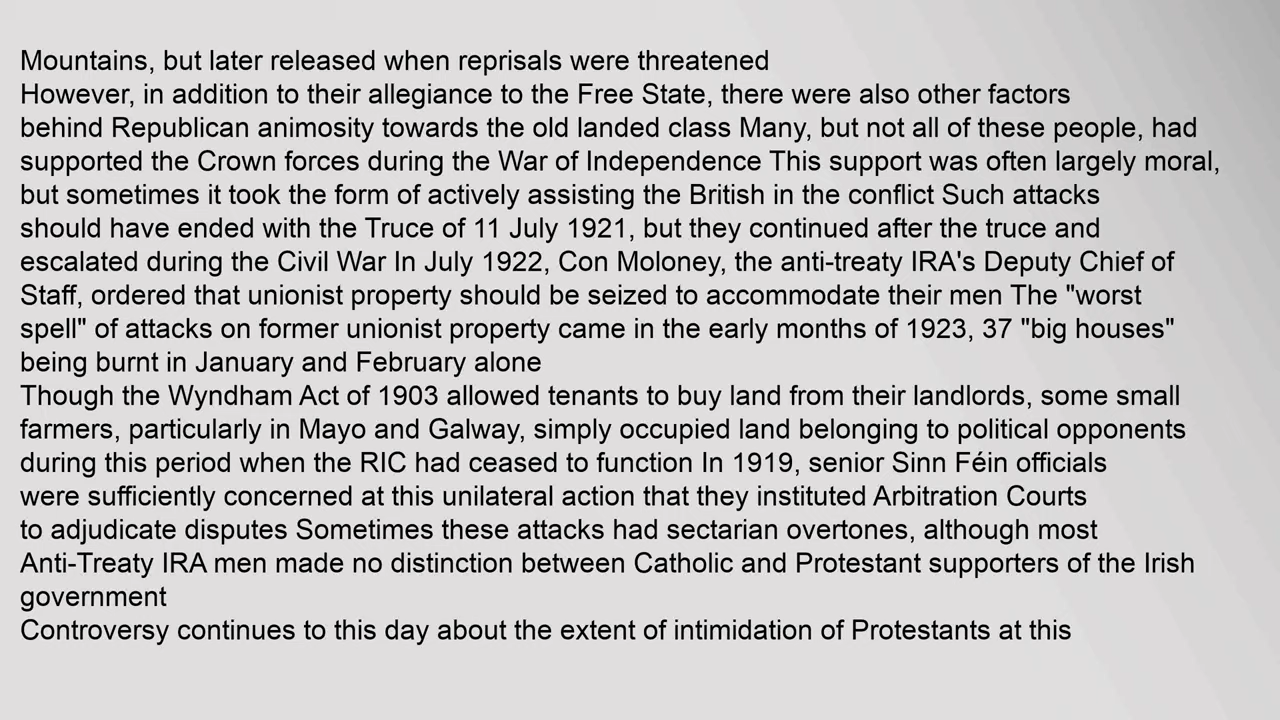 Mountains, but later released when reprisals were threatened
However, in addition to their allegiance to the Free State, there were also other factors
behind Republican animosity towards the old landed class Many, but not all of these people, had
supported the Crown forces during the War of Independence This support was often largely moral,
but sometimes it took the form of actively assisting the British in the conflict Such attacks
should have ended with the Truce of 11 July 1921, but they continued after the truce and
escalated during the Civil War In July 1922, Con Moloney, the anti-treaty IRA's Deputy Chief of
Staff, ordered that unionist property should be seized to accommodate their men The "worst
spell" of attacks on former unionist property came in the early months of 1923, 37 "big houses"
being burnt in January and February alone
Though the Wyndham Act of 1903 allowed tenants to buy land from their landlords, some small
farmers, particularly in Mayo and Galway, simply occupied land belonging to political opponents
during this period when the RIC had ceased to function In 1919, senior Sinn Féin officials
were sufficiently concerned at this unilateral action that they instituted Arbitration Courts
to adjudicate disputes Sometimes these attacks had sectarian overtones, although most
Anti-Treaty IRA men made no distinction between Catholic and Protestant supporters of the Irish
government
Controversy continues to this day about the extent of intimidation of Protestants at this